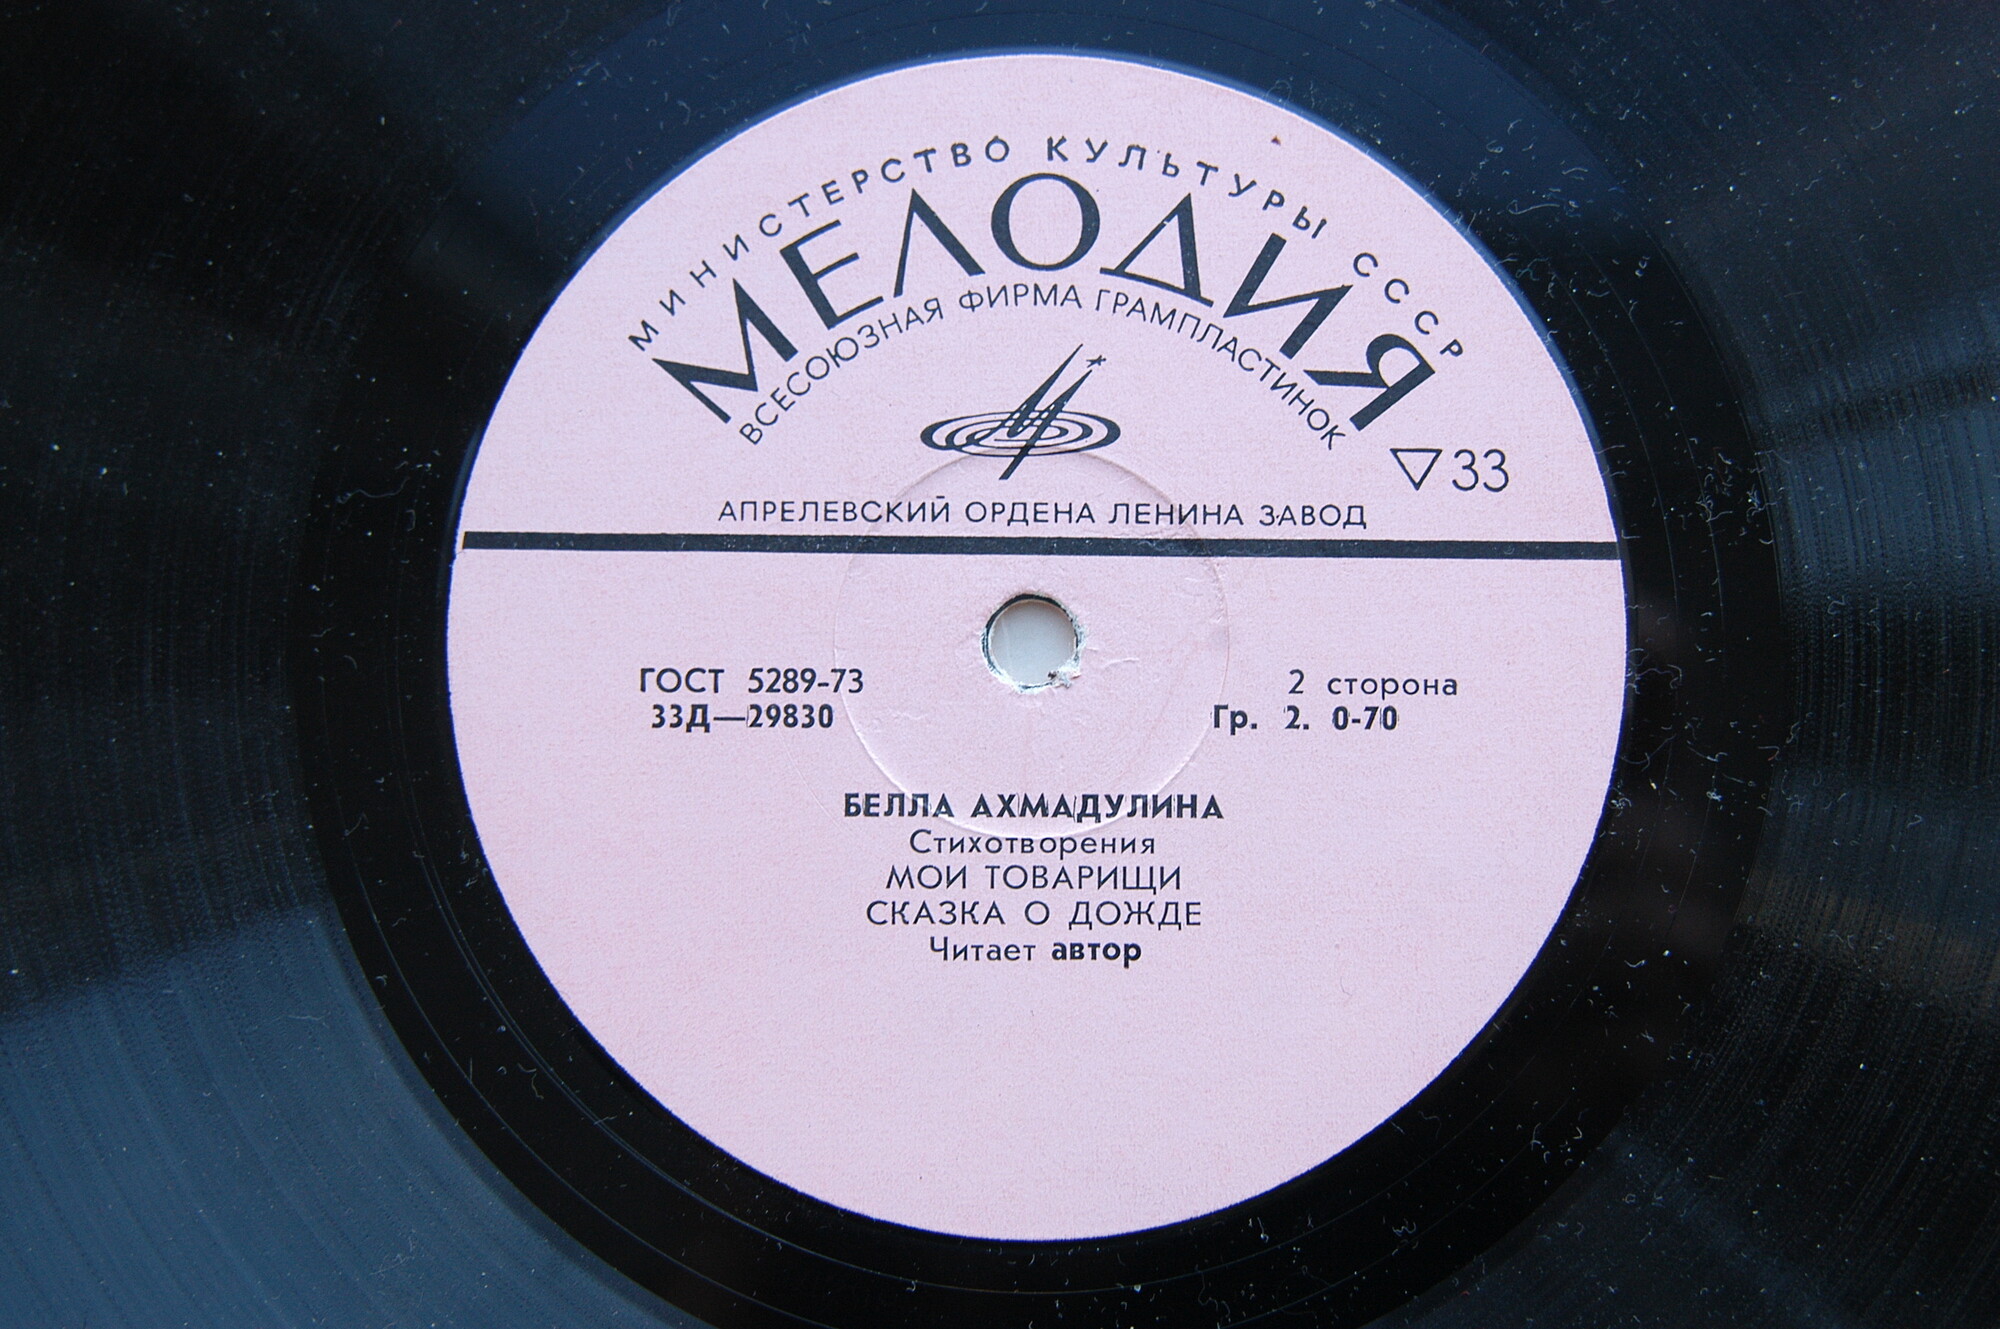 МИНИСТЕРСТВО КУЛЬТУРЫ СССР
МЕЛОДИЯ
ВСЕСОЮЗНАЯ ФИРМА ГРАМПЛАСТИНОК
33
АПРЕЛЕВСКИЙ ОРДЕНА ЛЕНИНА ЗАВОД
ГОСТ 5289-73
33Д—29830
2 сторона
Гр. 2. 0-70
БЕЛЛА АХМАДУЛИНА
Стихотворения
МОИ ТОВАРИЩИ
СКАЗКА О ДОЖДЕ
Читает автор